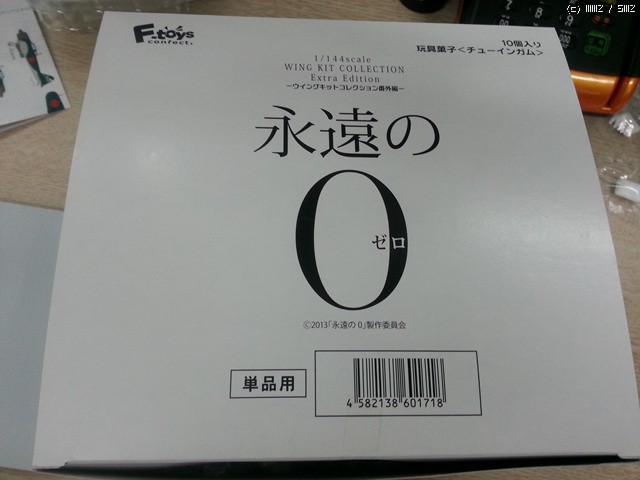 (c) IIIIIIZ / SIIIZ
F-toys
confect.
10個入り
玩具菓子<チューインガム>
1/144scale
WING KIT COLLECTION
Extra Edition
-ウイングキットコレクション番外編-
永遠の
0
ゼロ
©2013「永遠の0」製作委員会
単品用
4 582138 601718